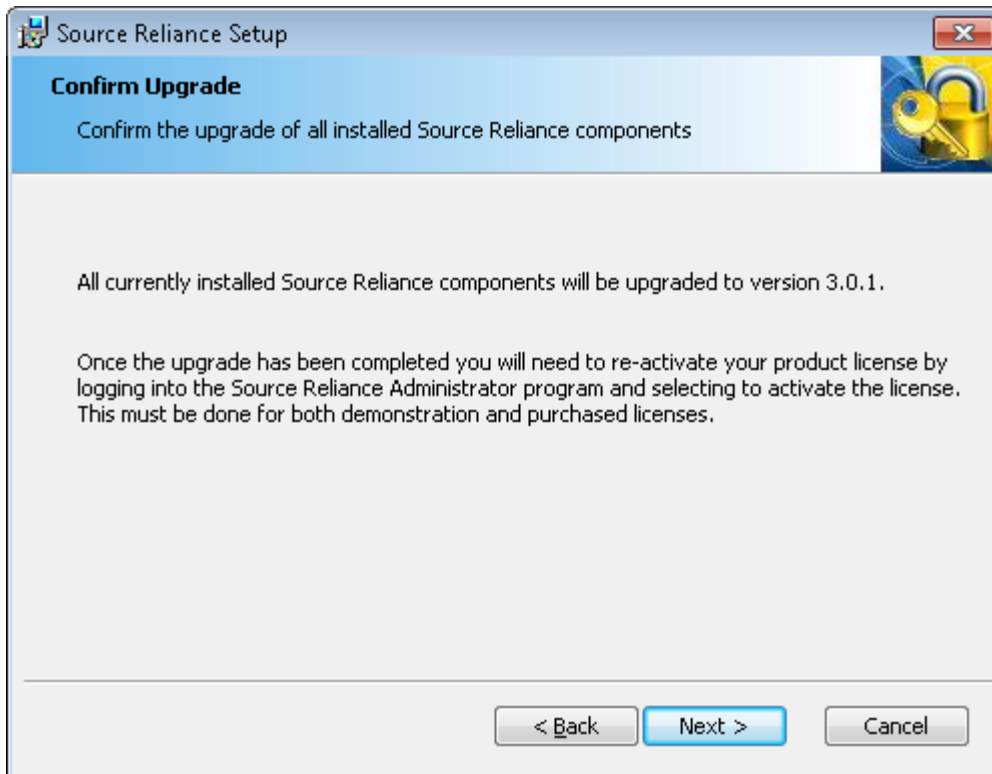 Source Reliance Setup
Confirm Upgrade
Confirm the upgrade of all installed Source Reliance components
All currently installed Source Reliance components will be upgraded to version 3.0.1.
Once the upgrade has been completed you will need to re-activate your product license by
logging into the Source Reliance Administrator program and selecting to activate the license.
This must be done for both demonstration and purchased licenses.
< Back Next > Cancel